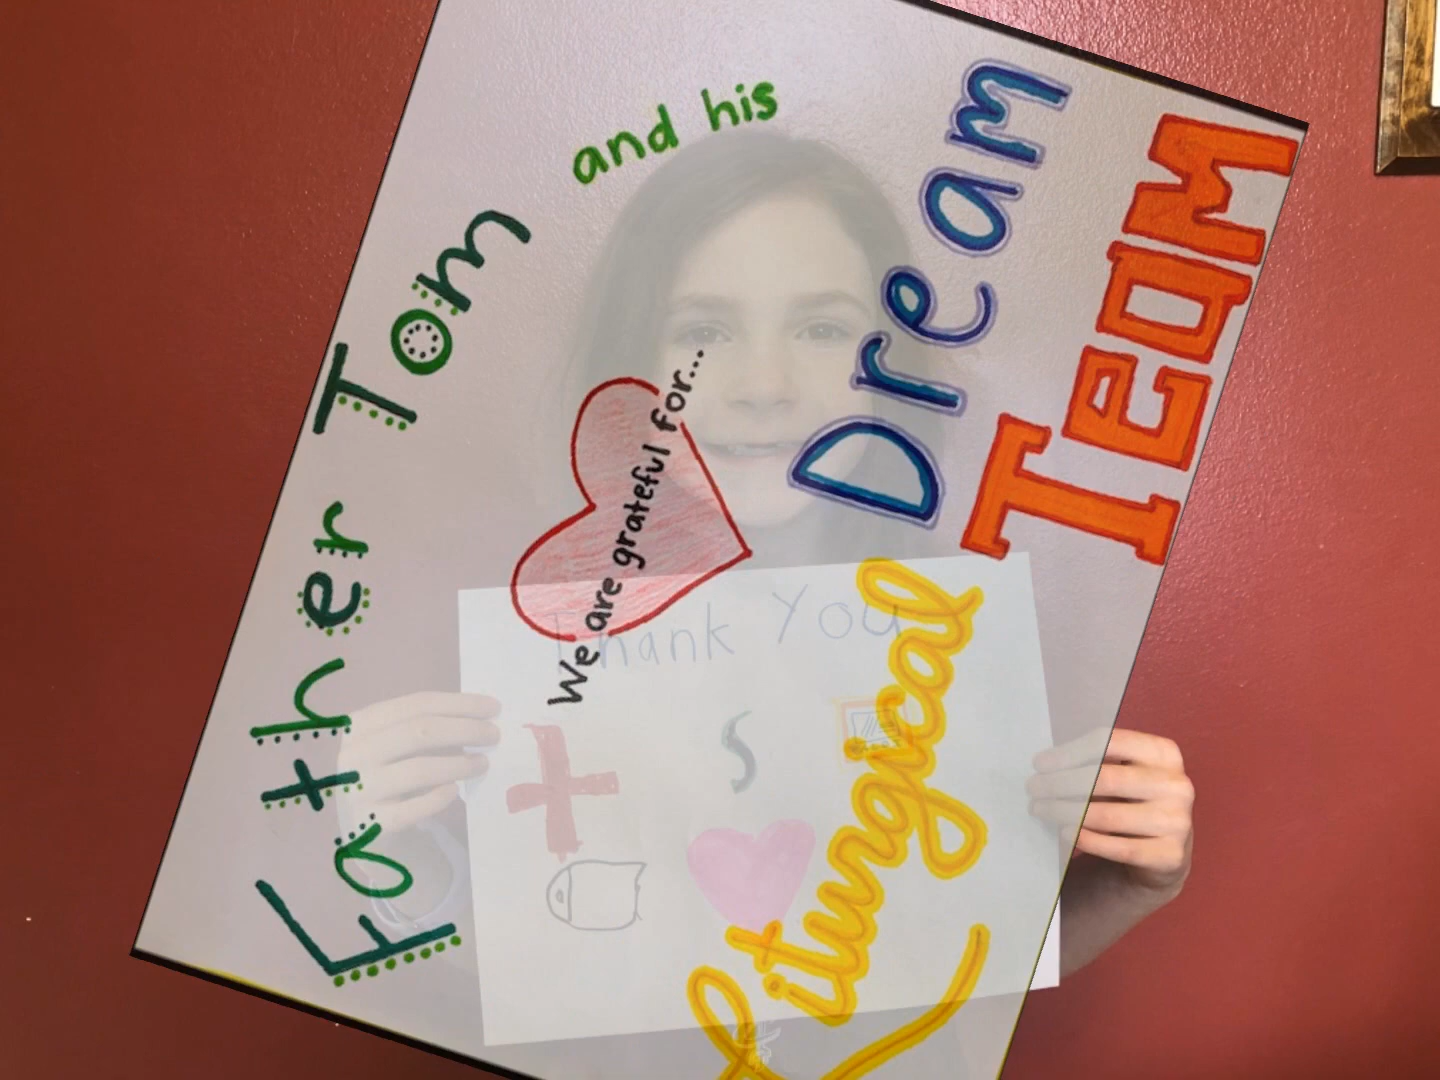 We are grateful for...
Father Tom
and his
Liturgical
Dream
TEAM
Thank You
S